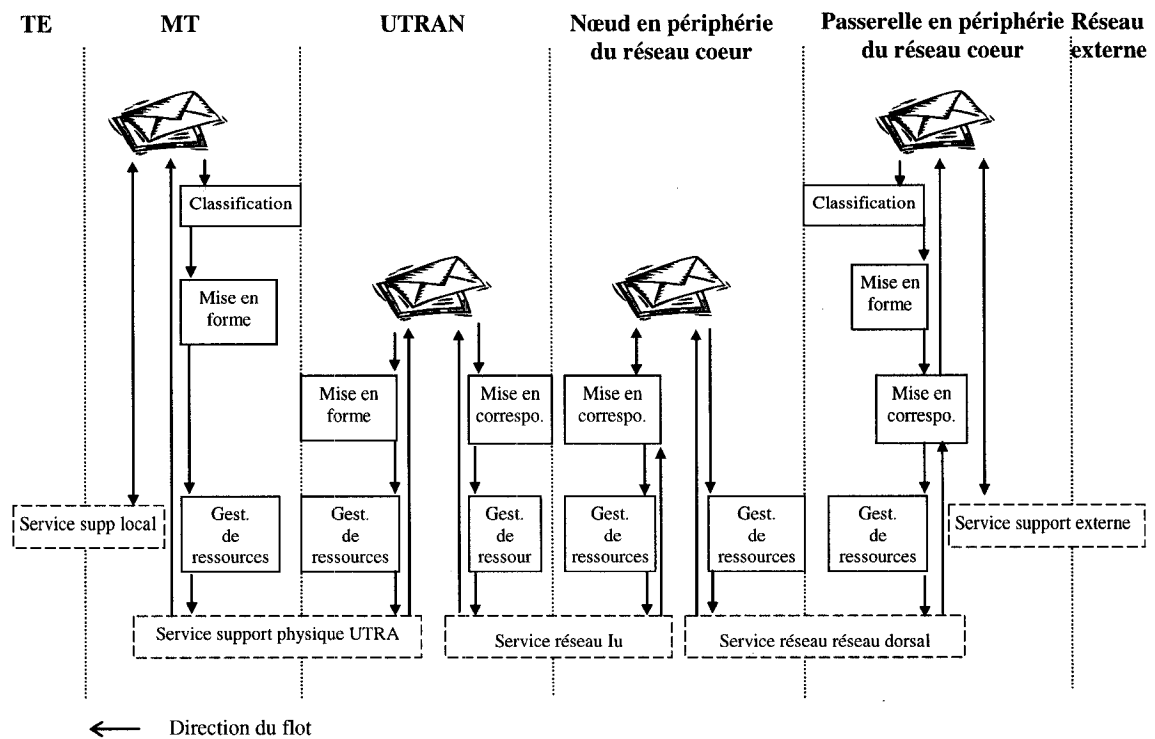 TE
MT
UTRAN
Nœud en périphérie
du réseau coeur
Passerelle en périphérie
du réseau coeur
Réseau
externe
Classification
Classification
Mise en
forme
Mise en
forme
Mise en
forme
Mise en
correspo.
Mise en
correspo.
Mise en
correspo.
Service supp local
Gest.
de
ressources
Gest.
de
ressources
Gest.
de
ressour
Gest.
de
ressources
Gest.
de
ressources
Gest.
de
ressources
Service support externe
Service support physique UTRA
Service réseau Iu
Service réseau réseau dorsal
Direction du flot